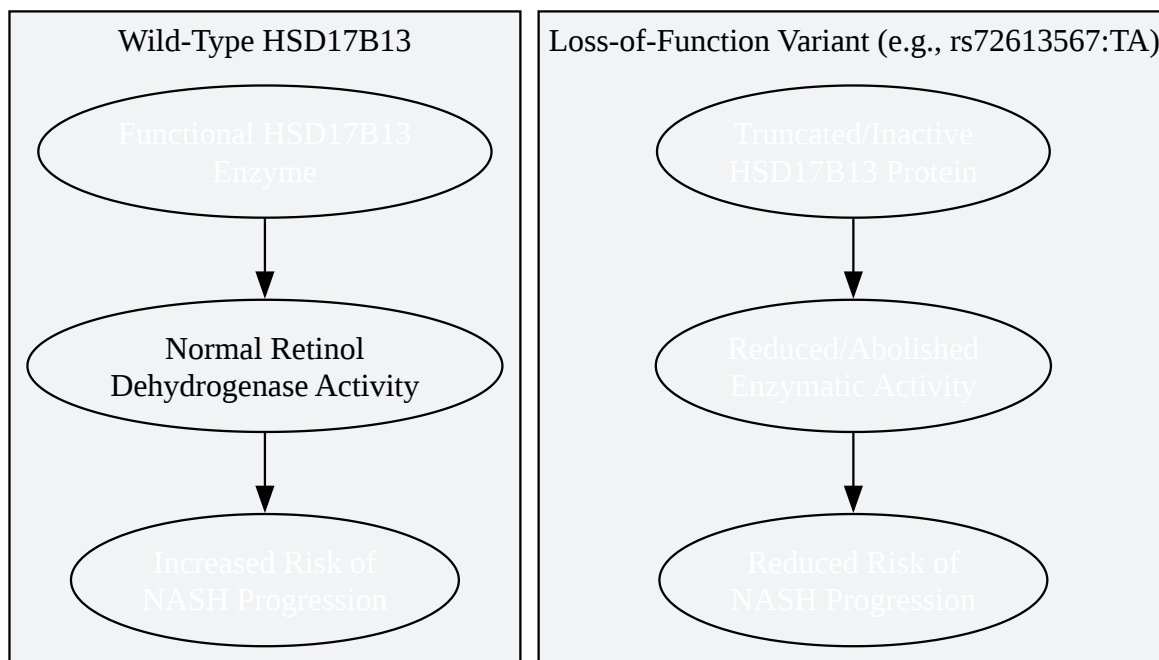 Wild-Type HSD17B13
Functional HSD17B13
Enzyme
Normal Retinol
Dehydrogenase Activity
Increased Risk of
NASH Progression
Loss-of-Function Variant (e.g., rs72613567:TA)
Truncated/Inactive
HSD17B13 Protein
Reduced/Abolished
Enzymatic Activity
Reduced Risk of
NASH Progression